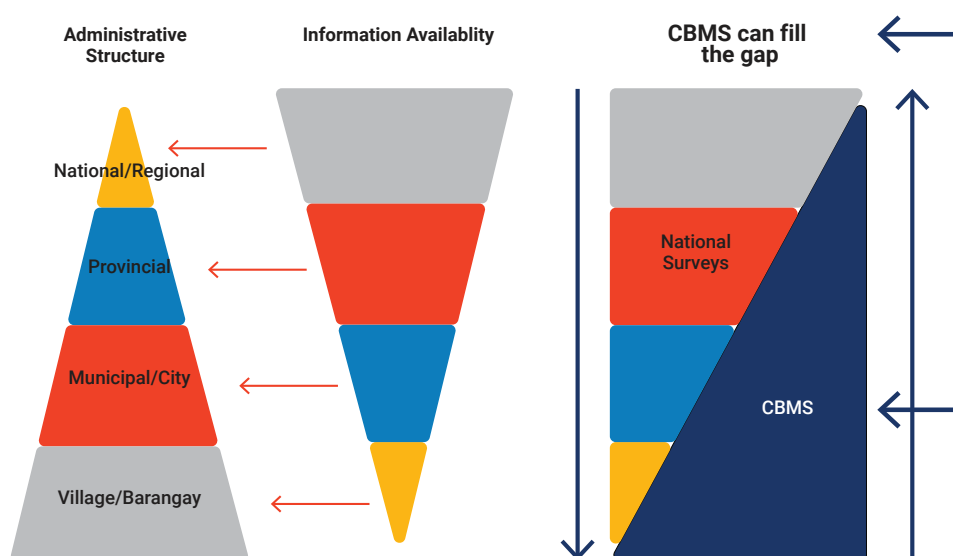 Administrative
Structure
Information Availablity
CBMS can fill
the gap
National/Regional
Provincial
Municipal/City
Village/Barangay
National
Surveys
CBMS